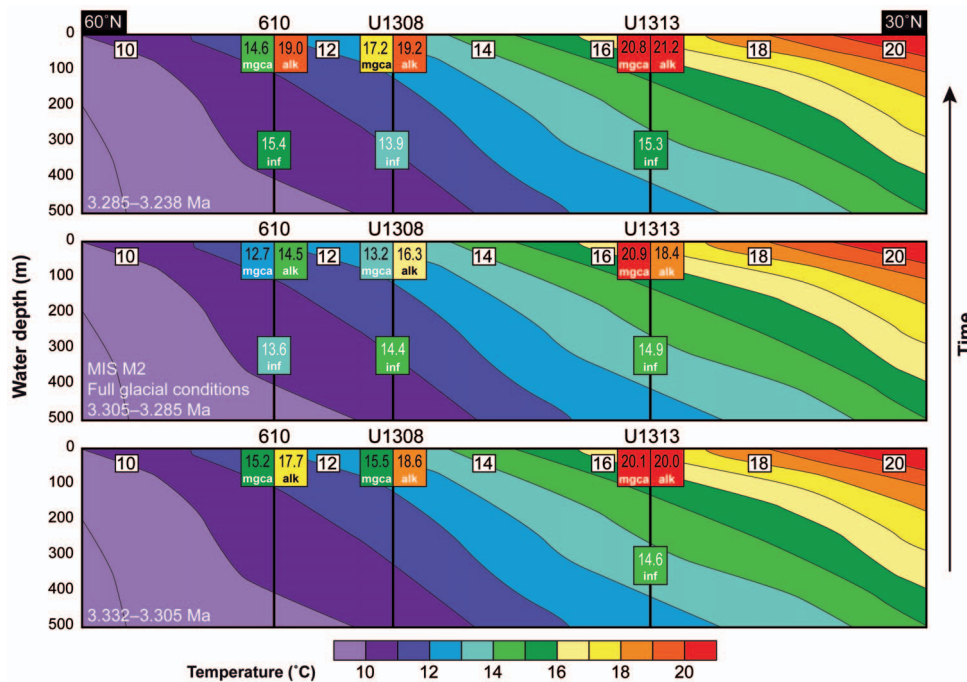 610 U1308 U1313
60°N 30°N
0 10 14.6 19.0 12 17.2 19.2 14 16 20.8 21.2 18 20
mgca alk mgca alk mgca alk
100
200
300 15.4 13.9 15.3
inf inf inf
400
3.285–3.238 Ma
500
610 U1308 U1313
0 10 12.7 14.5 12 13.2 16.3 14 16 20.9 18.4 18 20
mgca alk mgca alk mgca alk
100
200
300 13.6 14.4 14.9
inf inf inf
MIS M2
400 Full glacial conditions
3.305–3.285 Ma
500
610 U1308 U1313
0 10 15.2 17.7 12 15.5 18.6 14 16 20.1 20.0 18 20
mgca alk mgca alk mgca alk
100
200
300 14.6
inf
400
3.332–3.305 Ma
500
Water depth (m)
Time
Temperature (˚C) 10 12 14 16 18 20